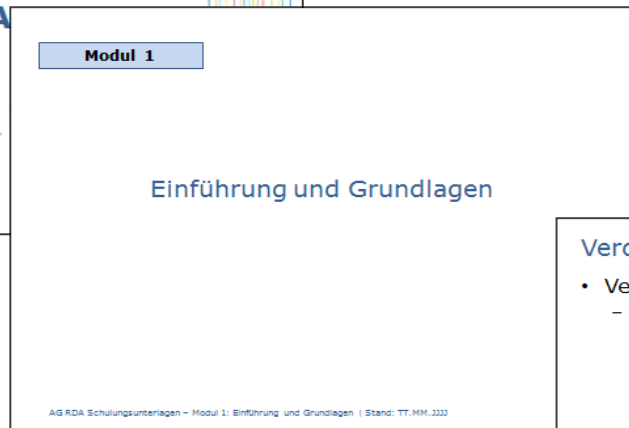 Modul 1
Einführung und Grundlagen
AG RDA Schulungsunterlagen – Modul 1: Einführung und Grundlagen | Stand: TT.MM.JJJJ